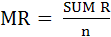 MR = SUM R / n